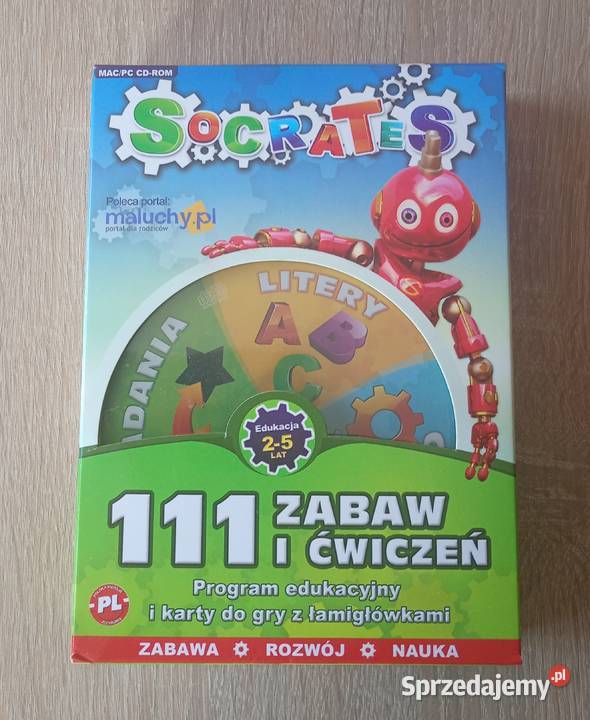 MAC/PC CD-ROM
SOCRATES
Poleca portal:
maluchy.pl
portal dla rodziców
LITERY
ADANIA
A B
C
Edukacja
2-5
LAT
111 ZABAW
I ĆWICZEŃ
Program edukacyjny
i karty do gry z łamigłówkami
PL
ZABAWA ROZWÓJ NAUKA
Sprzedajemy.pl